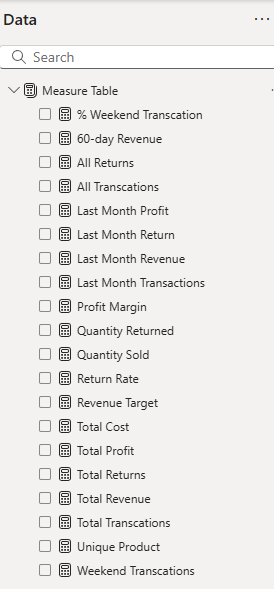 Data
Search
Measure Table
% Weekend Transcation
60-day Revenue
All Returns
All Transcations
Last Month Profit
Last Month Return
Last Month Revenue
Last Month Transactions
Profit Margin
Quantity Returned
Quantity Sold
Return Rate
Revenue Target
Total Cost
Total Profit
Total Returns
Total Revenue
Total Transcations
Unique Product
Weekend Transcations